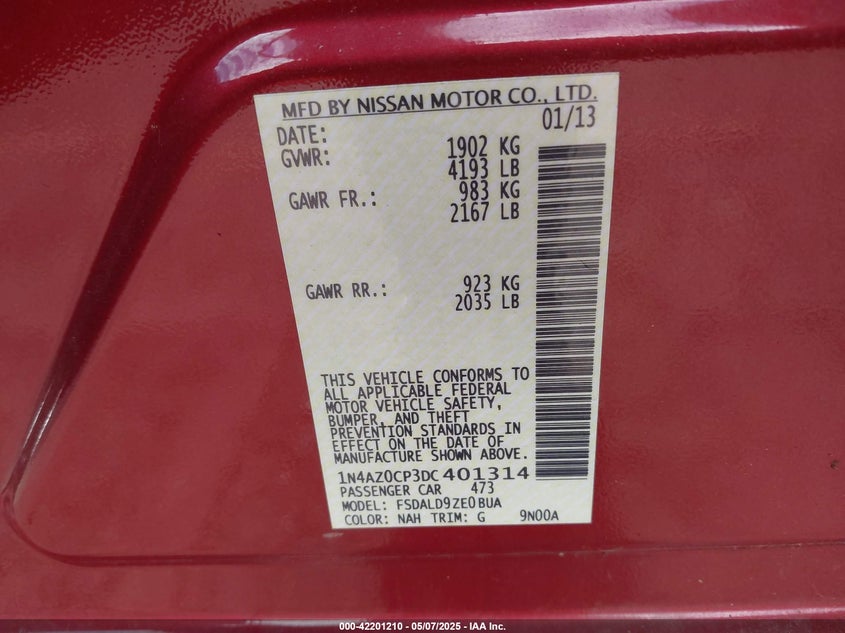 MFD BY NISSAN MOTOR CO., LTD.
DATE: 01/13
GVWR: 1902 KG
4193 LB
GAWR FR.: 983 KG
2167 LB
GAWR RR.: 923 KG
2035 LB
THIS VEHICLE CONFORMS TO
ALL APPLICABLE FEDERAL
MOTOR VEHICLE SAFETY,
BUMPER, AND THEFT
PREVENTION STANDARDS IN
EFFECT ON THE DATE OF
MANUFACTURE SHOWN ABOVE.
1N4AZ0CP3DC401314
PASSENGER CAR 473
MODEL: FSDALD9ZE0BUA
COLOR: NAH TRIM: G 9N00A
000-42201210 - 05/07/2025 - IAA Inc.